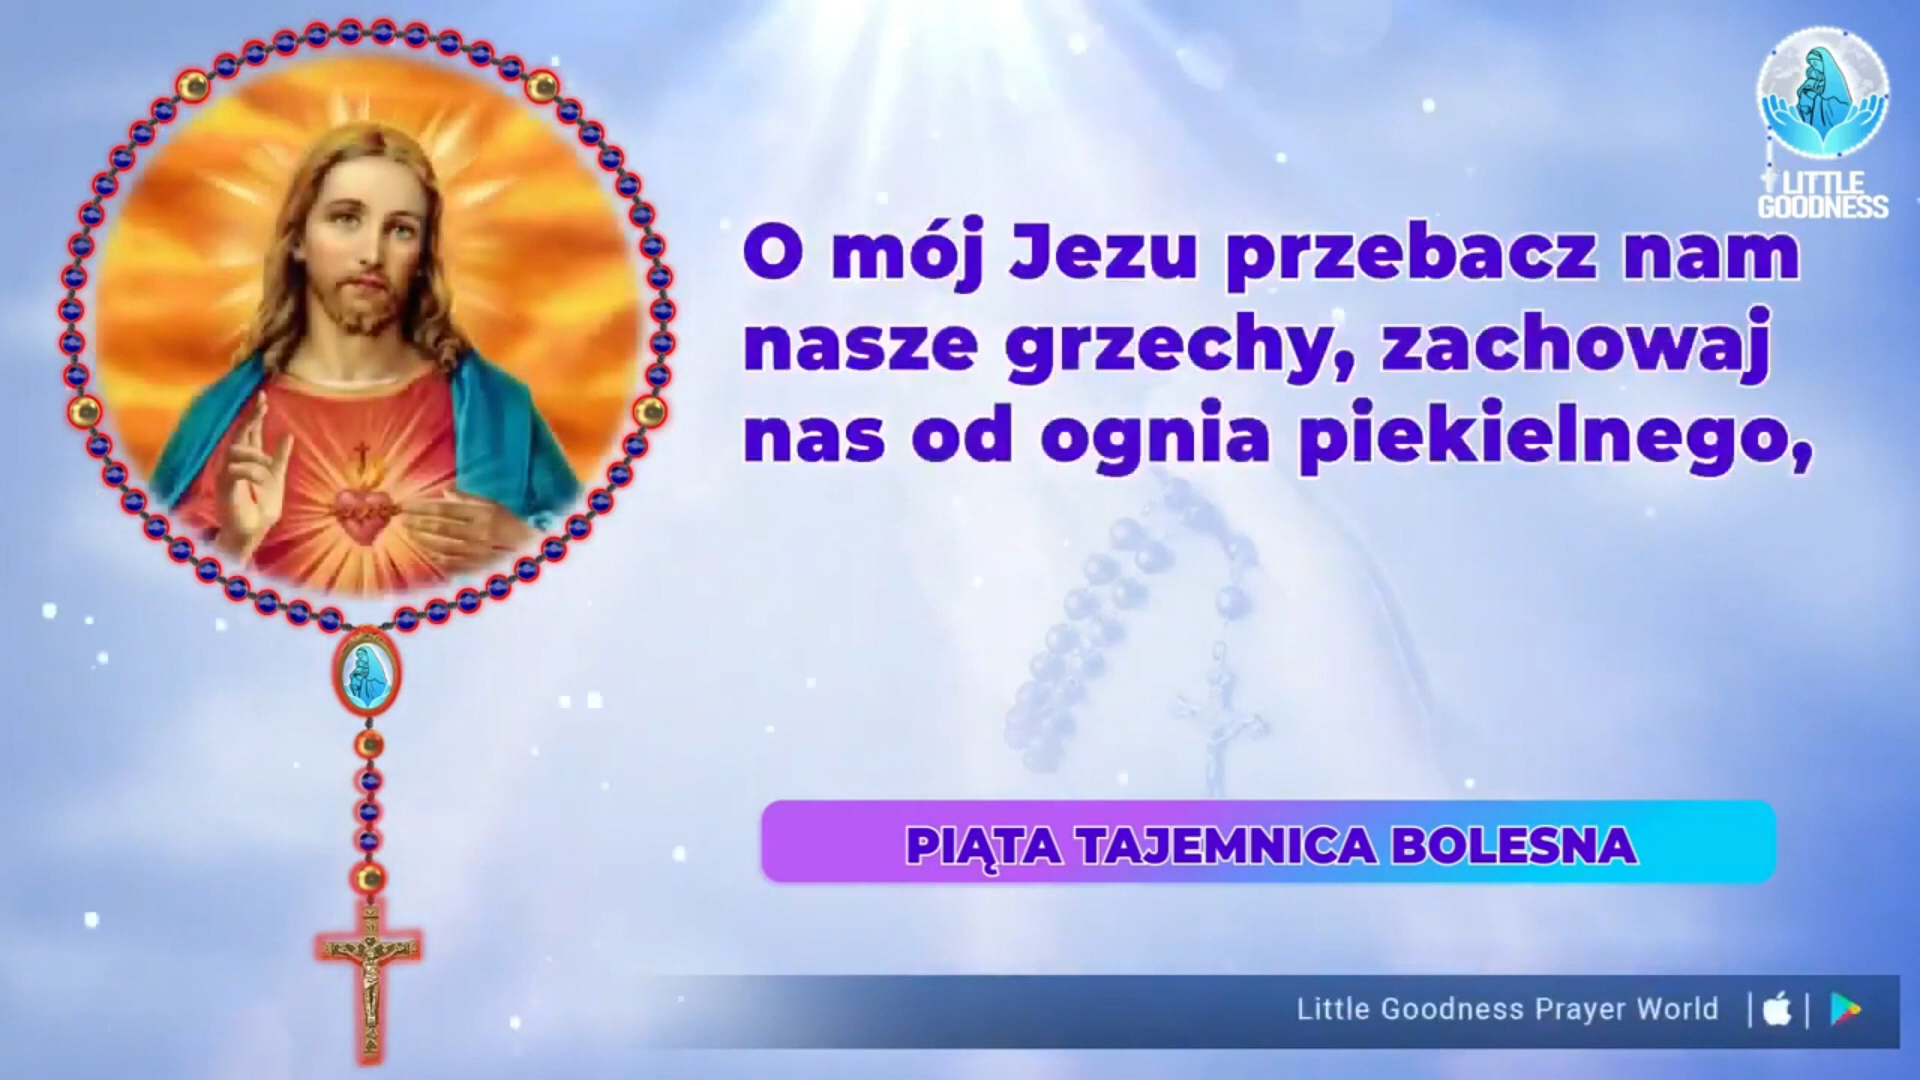 LITTLE
GOODNESS
O mój Jezu przebacz nam
nasze grzechy, zachowaj
nas od ognia piekielnego,
PIĄTA TAJEMNICA BOLESNA
Little Goodness Prayer World